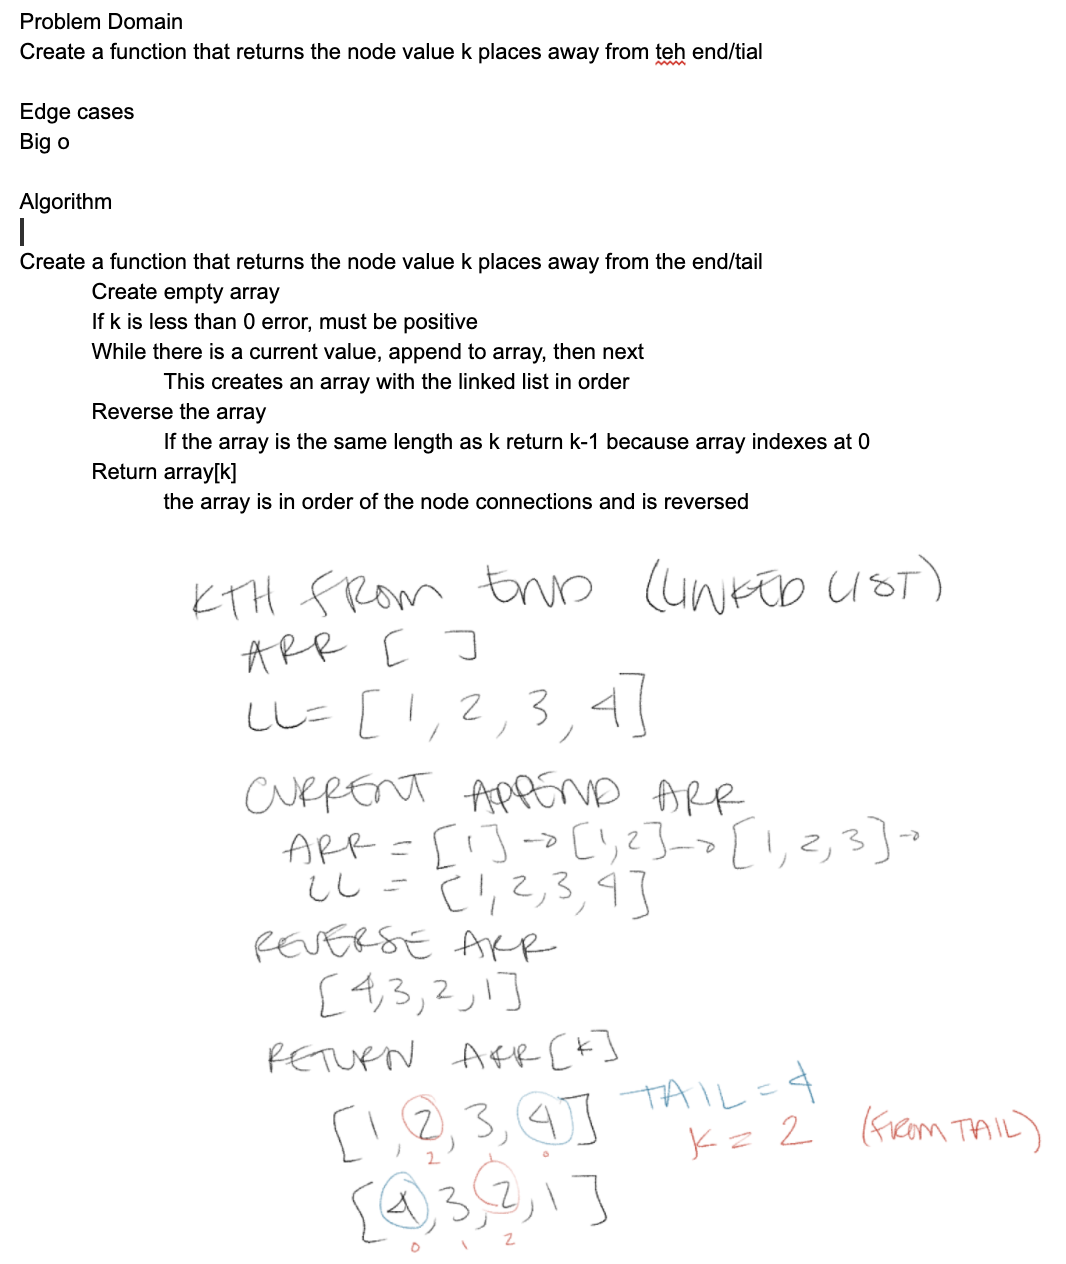 Problem Domain
Create a function that returns the node value k places away from teh end/tial
Edge cases
Big o
Algorithm
Create a function that returns the node value k places away from the end/tail
Create empty array
If k is less than 0 error, must be positive
While there is a current value, append to array, then next
This creates an array with the linked list in order
Reverse the array
If the array is the same length as k return k-1 because array indexes at 0
Return array[k]
the array is in order of the node connections and is reversed
KTH FROM END (LINKED LIST)
ARR [ ]
LL= [1, 2, 3, 4]
CURRENT APPEND ARR
ARR = [1] → [1,2] → [1,2,3] →
LL = [1,2,3,4]
REVERSE ARR
[4,3,2,1]
RETURN ARR[K]
[1, 2, 3, 4] TAIL = 4
2 1 0 K = 2 (FROM TAIL)
[4, 3, 2, 1]
0 1 2